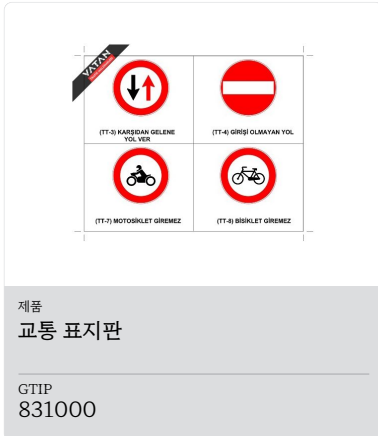 VATAN
(TT-3) KARŞIDAN GELENE
YOL VER
(TT-4) GİRİŞİ OLMAYAN YOL
(TT-7) MOTOSİKLET GİREMEZ
(TT-8) BİSİKLET GİREMEZ
제품
교통 표지판
GTIP
831000